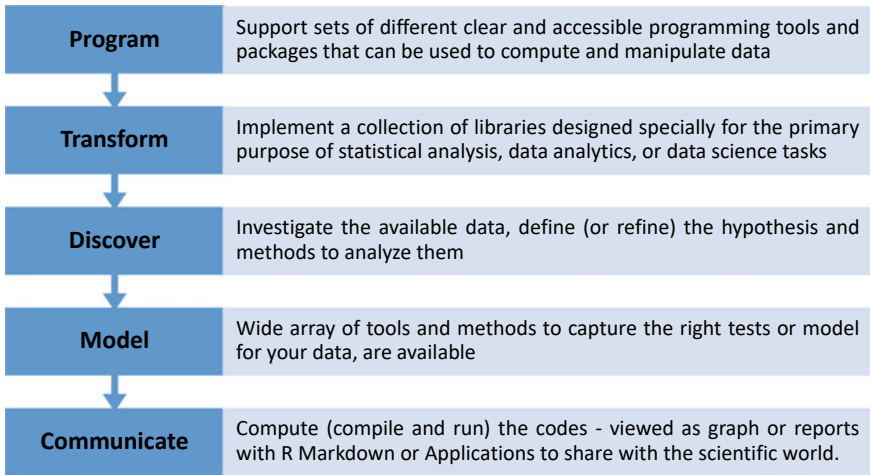 Program
Support sets of different clear and accessible programming tools and
packages that can be used to compute and manipulate data
Transform
Implement a collection of libraries designed specially for the primary
purpose of statistical analysis, data analytics, or data science tasks
Discover
Investigate the available data, define (or refine) the hypothesis and
methods to analyze them
Model
Wide array of tools and methods to capture the right tests or model
for your data, are available
Communicate
Compute (compile and run) the codes - viewed as graph or reports
with R Markdown or Applications to share with the scientific world.